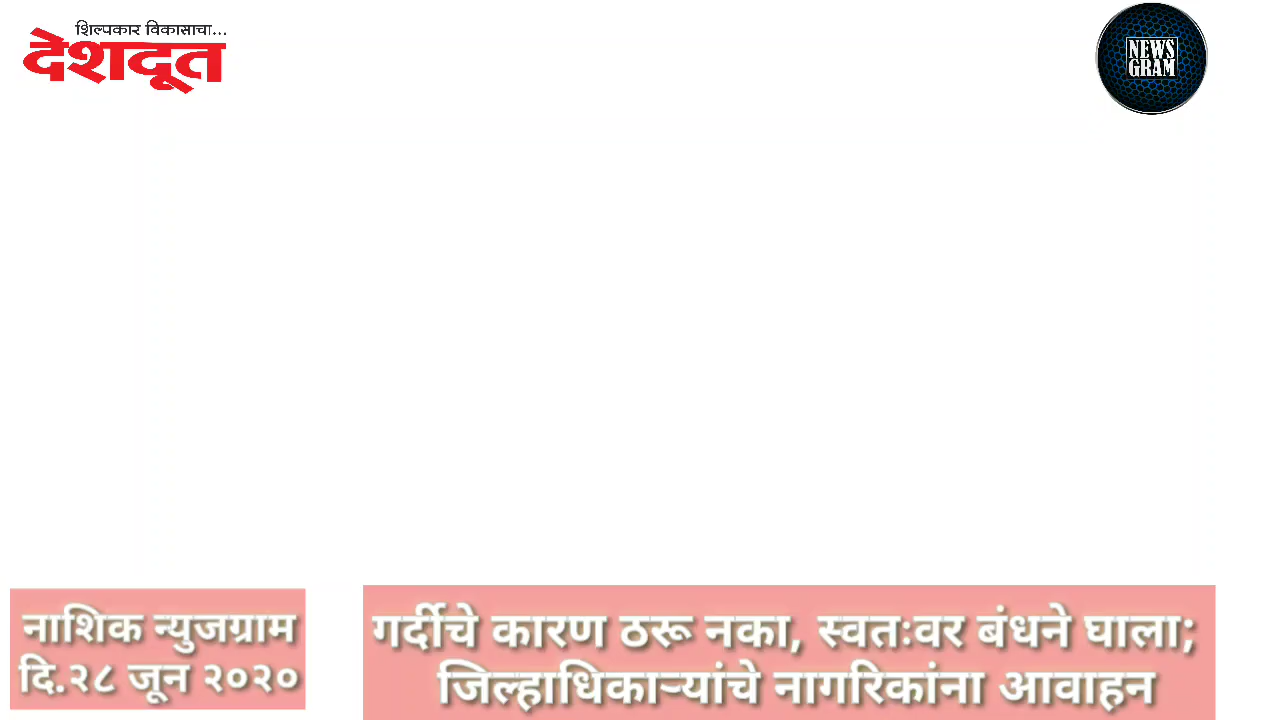 शिल्पकार विकासाचा...
देशदूत
NEWS
GRAM
नाशिक न्युजग्राम
दि.२८ जून २०२०
गर्दीचे कारण ठरू नका, स्वतःवर बंधने घाला;
जिल्हाधिकाऱ्यांचे नागरिकांना आवाहन